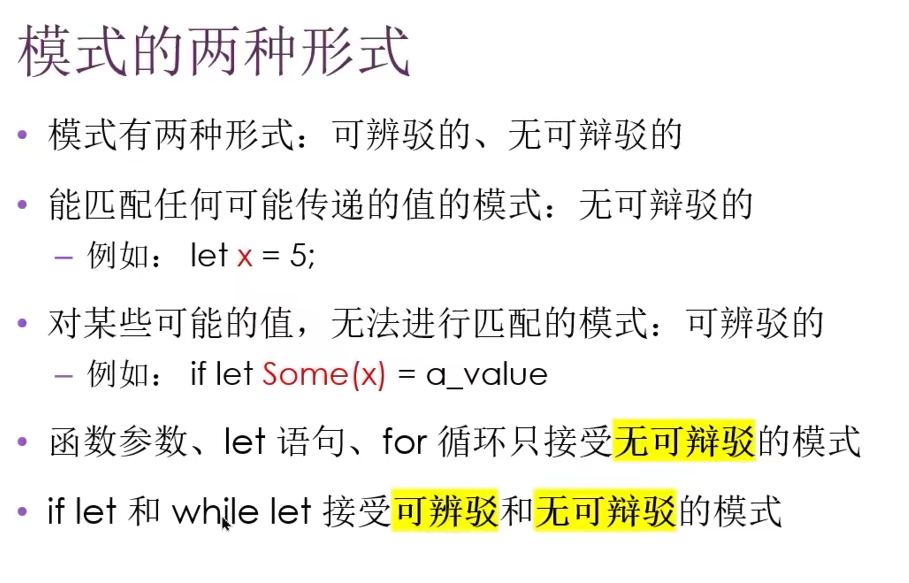 模式的两种形式
• 模式有两种形式：可辨驳的、无可辩驳的
• 能匹配任何可能传递的值的模式：无可辩驳的
– 例如： let x = 5;
• 对某些可能的值，无法进行匹配的模式：可辨驳的
– 例如： if let Some(x) = a_value
• 函数参数、let 语句、for 循环只接受无可辩驳的模式
• if let 和 while let 接受可辨驳和无可辩驳的模式